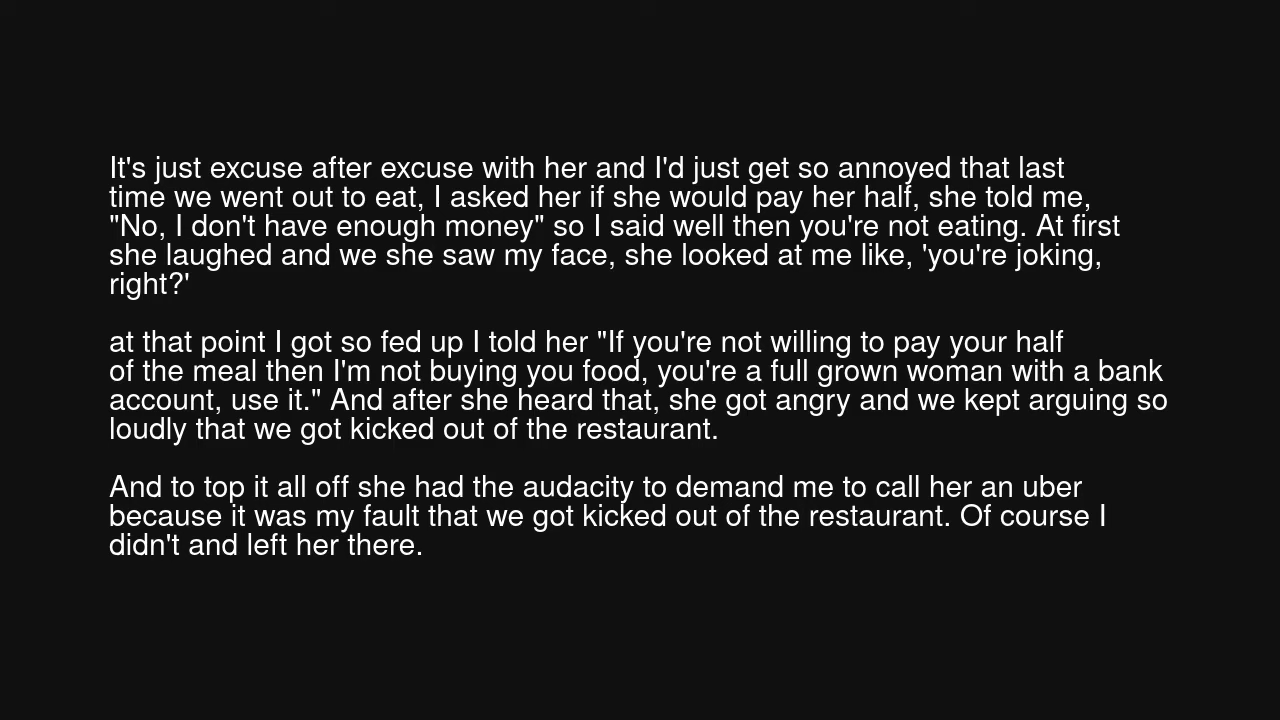 It's just excuse after excuse with her and I'd just get so annoyed that last
time we went out to eat, I asked her if she would pay her half, she told me,
"No, I don't have enough money" so I said well then you're not eating. At first
she laughed and we she saw my face, she looked at me like, 'you're joking,
right?'
at that point I got so fed up I told her "If you're not willing to pay your half
of the meal then I'm not buying you food, you're a full grown woman with a bank
account, use it." And after she heard that, she got angry and we kept arguing so
loudly that we got kicked out of the restaurant.
And to top it all off she had the audacity to demand me to call her an uber
because it was my fault that we got kicked out of the restaurant. Of course I
didn't and left her there.